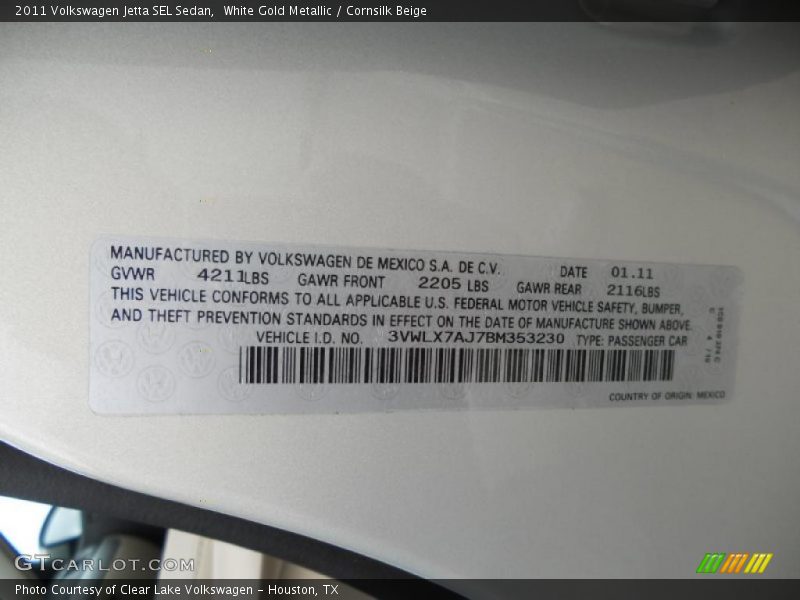 2011 Volkswagen Jetta SEL Sedan,  White Gold Metallic / Cornsilk Beige
MANUFACTURED BY VOLKSWAGEN DE MEXICO S.A. DE C.V. DATE 01.11
GVWR 4211LBS GAWR FRONT 2205 LBS GAWR REAR 2116LBS
THIS VEHICLE CONFORMS TO ALL APPLICABLE U.S. FEDERAL MOTOR VEHICLE SAFETY, BUMPER,
AND THEFT PREVENTION STANDARDS IN EFFECT ON THE DATE OF MANUFACTURE SHOWN ABOVE.
VEHICLE I.D. NO. 3VWLX7AJ7BM353230 TYPE: PASSENGER CAR
COUNTRY OF ORIGIN: MEXICO
GTCARLOT.COM
Photo Courtesy of Clear Lake Volkswagen – Houston, TX